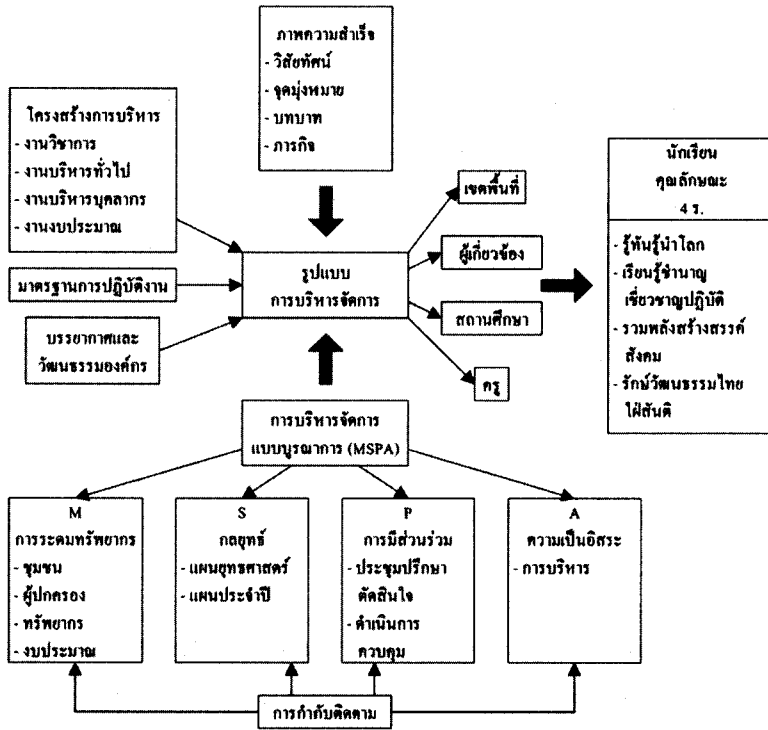 ภาพความสำเร็จ
- วิสัยทัศน์
- จุดมุ่งหมาย
- บทบาท
- ภารกิจ
โครงสร้างการบริหาร
- งานวิชาการ
- งานบริหารทั่วไป
- งานบริหารบุคลากร
- งานงบประมาณ
มาตรฐานการปฏิบัติงาน
บรรยากาศและ
วัฒนธรรมองค์กร
รูปแบบ
การบริหารจัดการ
เขตพื้นที่
ผู้เกี่ยวข้อง
สถานศึกษา
ครู
นักเรียน
คุณลักษณะ
4 ร.
- รู้ทันรู้นำโลก
- เรียนรู้ชำนาญ
เชี่ยวชาญปฏิบัติ
- รวมพลังสร้างสรรค์
สังคม
- รักษ์วัฒนธรรมไทย
ใฝ่สันติ
การบริหารจัดการ
แบบบูรณาการ (MSPA)
M
การระดมทรัพยากร
- ชุมชน
- ผู้ปกครอง
- ทรัพยากร
- งบประมาณ
S
กลยุทธ์
- แผนยุทธศาสตร์
- แผนประจำปี
P
การมีส่วนร่วม
- ประชุมปรึกษา
ตัดสินใจ
- ดำเนินการ
ควบคุม
A
ความเป็นอิสระ
- การบริหาร
การกำกับติดตาม